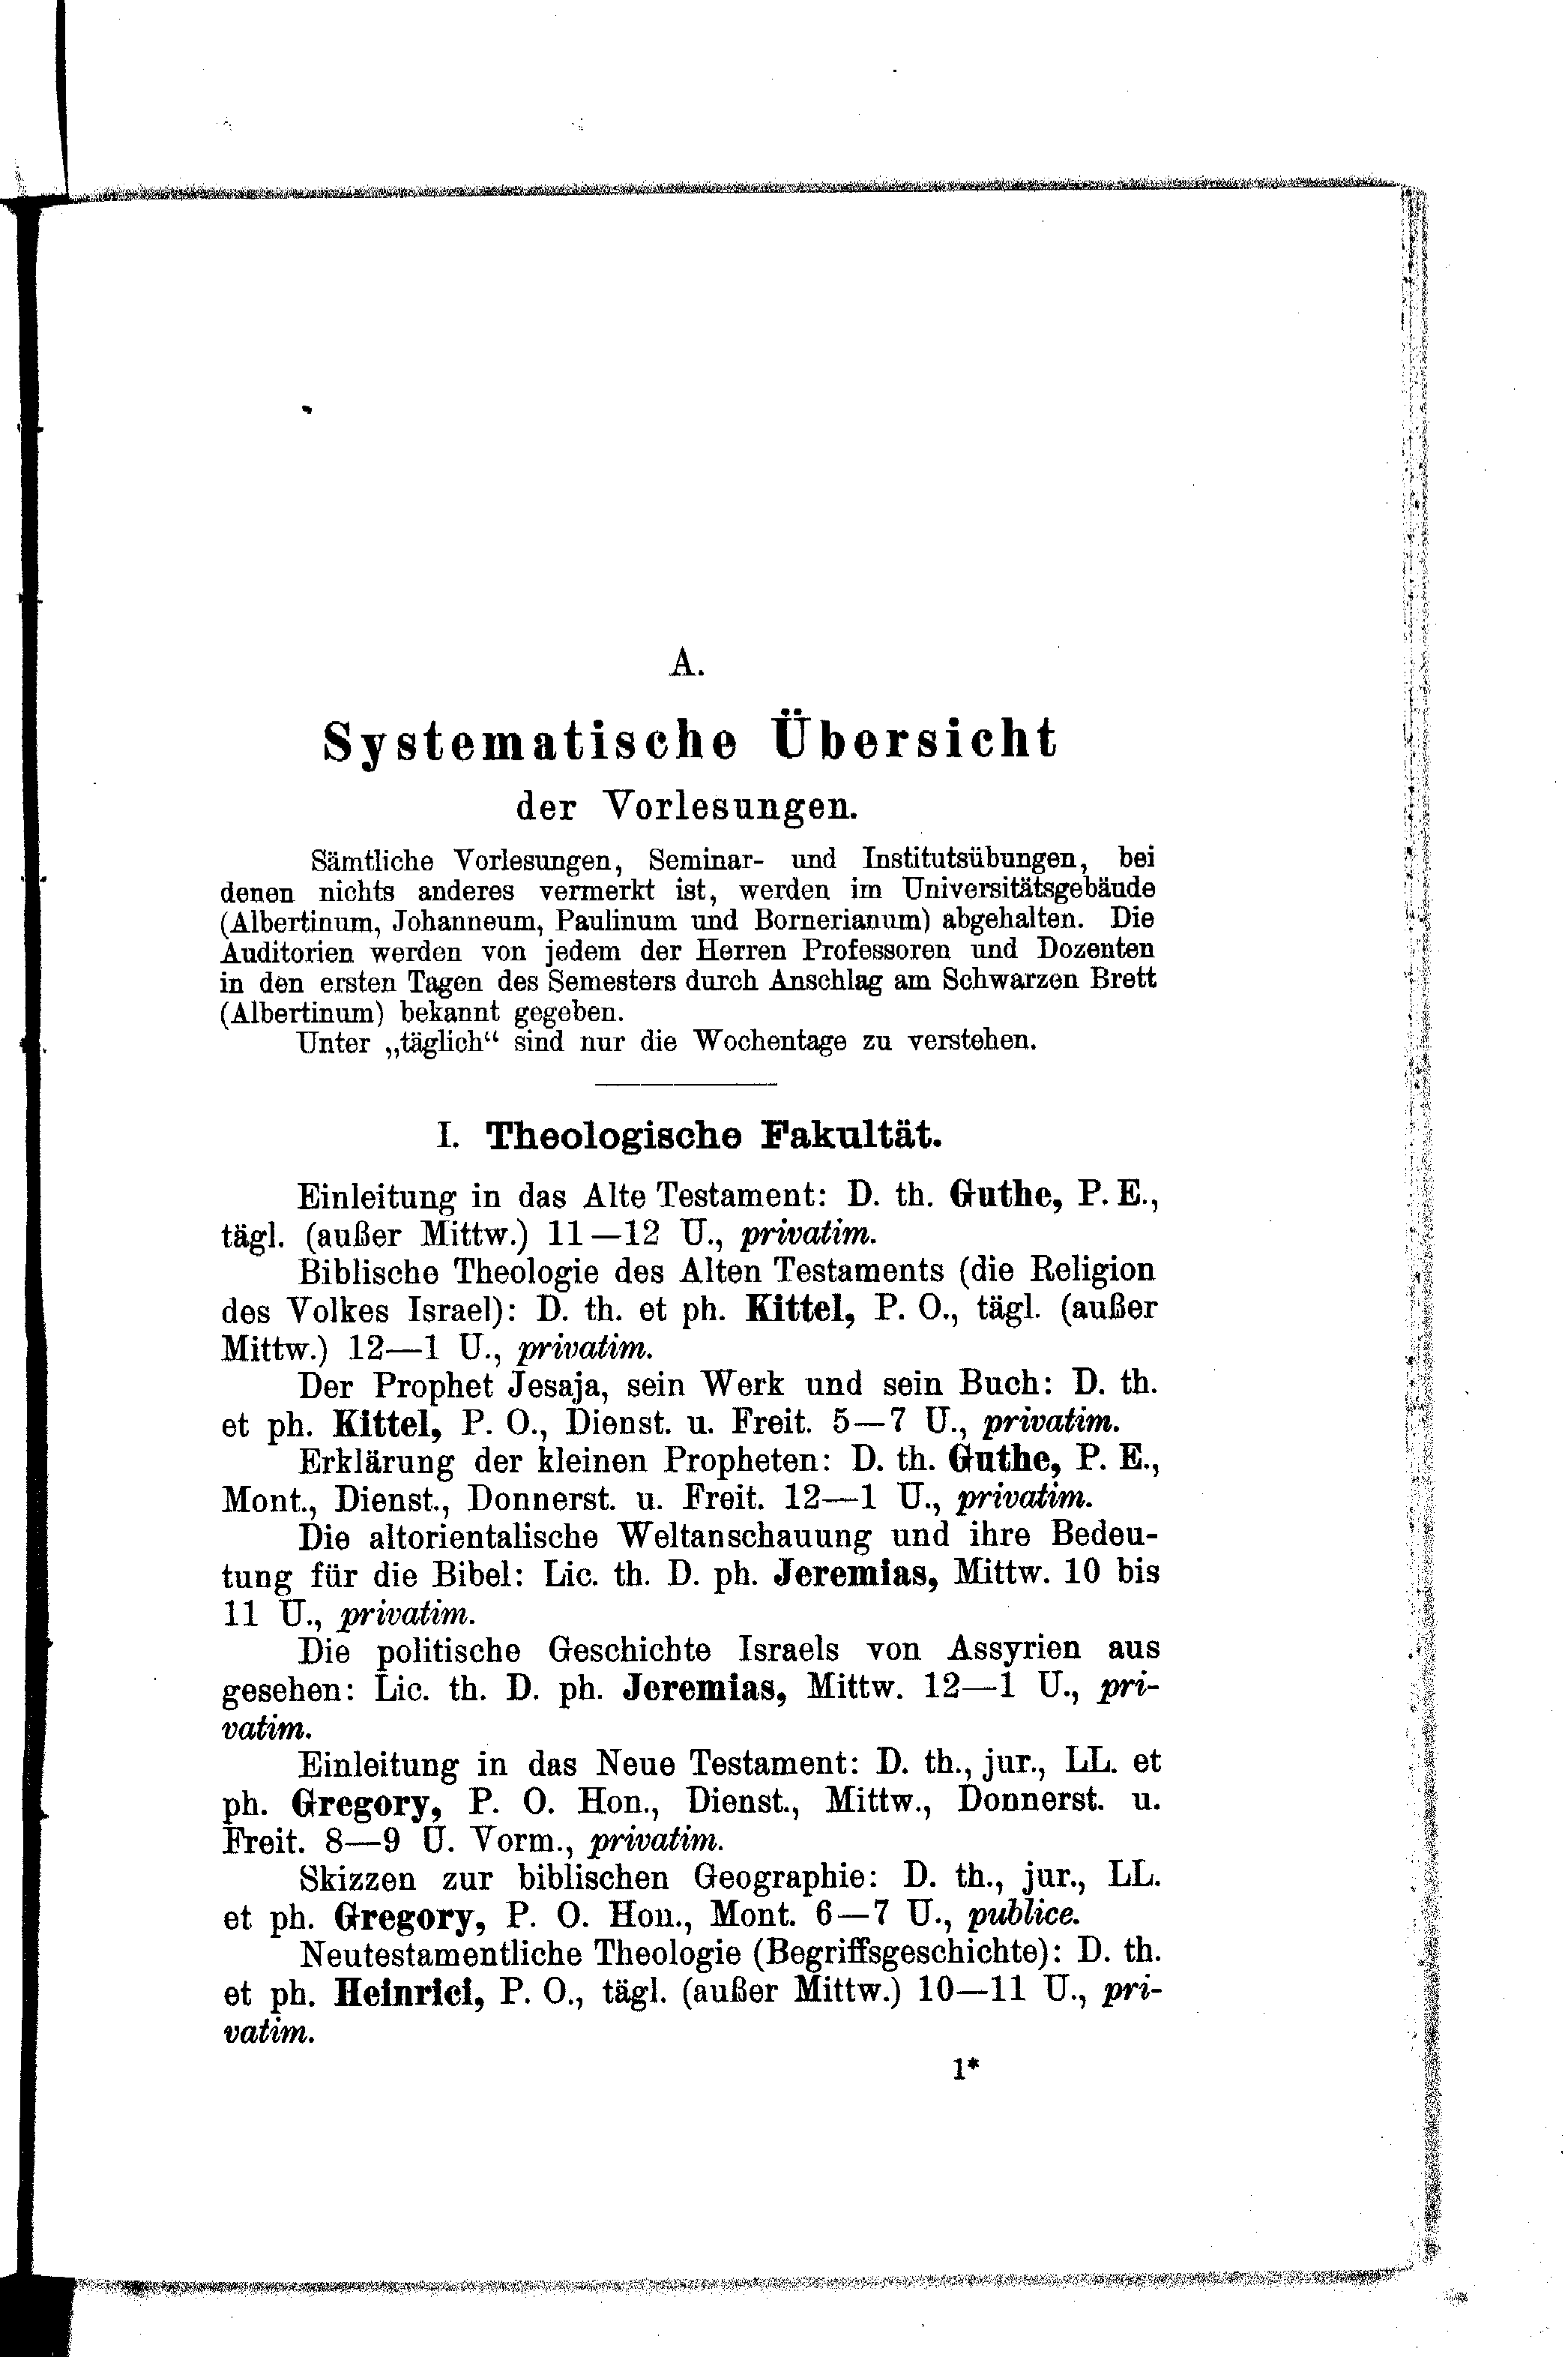 A.
Systematische Übersicht
der Vorlesungen.
Sämtliche Vorlesungen, Seminar- und Institutsübungen, bei
denen nichts anderes vermerkt ist, werden im Universitätsgebäude
(Albertinum, Johanneum, Paulinum und Bornerianum) abgehalten. Die
Auditorien werden von jedem der Herren Professoren und Dozenten
in den ersten Tagen des Semesters durch Anschlag am Schwarzen Brett
(Albertinum) bekannt gegeben.
Unter „täglich“ sind nur die Wochentage zu verstehen.
I. Theologische Fakultät.
Einleitung in das Alte Testament: D. th. Guthe, P. E.,
tägl. (außer Mittw.) 11—12 U., privatim.
Biblische Theologie des Alten Testaments (die Religion
des Volkes Israel): D. th. et ph. Kittel, P. O., tägl. (außer
Mittw.) 12—1 U., privatim.
Der Prophet Jesaja, sein Werk und sein Buch: D. th.
et ph. Kittel, P. O., Dienst. u. Freit. 5—7 U., privatim.
Erklärung der kleinen Propheten: D. th. Guthe, P. E.,
Mont., Dienst., Donnerst. u. Freit. 12—1 U., privatim.
Die altorientalische Weltanschauung und ihre Bedeu-
tung für die Bibel: Lic. th. D. ph. Jeremias, Mittw. 10 bis
11 U., privatim.
Die politische Geschichte Israels von Assyrien aus
gesehen: Lic. th. D. ph. Jeremias, Mittw. 12—1 U., pri-
vatim.
Einleitung in das Neue Testament: D. th., jur., LL. et
ph. Gregory, P. O. Hon., Dienst., Mittw., Donnerst. u.
Freit. 8—9 U. Vorm., privatim.
Skizzen zur biblischen Geographie: D. th., jur., LL.
et ph. Gregory, P. O. Hon., Mont. 6—7 U., publice.
Neutestamentliche Theologie (Begriffsgeschichte): D. th.
et ph. Heinrici, P. O., tägl. (außer Mittw.) 10—11 U., pri-
vatim.
1*